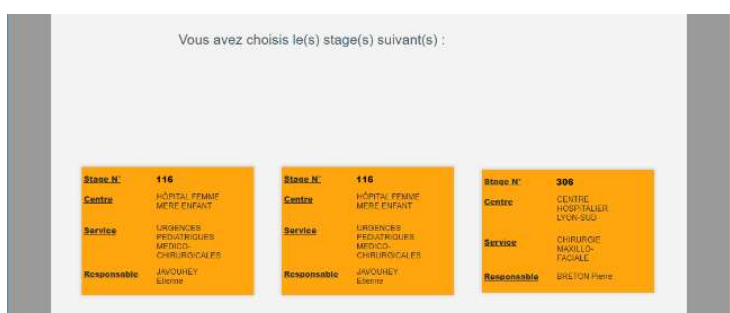 Vous avez choisis le(s) stage(s) suivant(s) :
Stage N° 116
Centre HÔPITAL FEMME
MERE ENFANT
Service URGENCES
PEDIATRIQUES
MEDICO-
CHIRURGICALES
Responsable JAVOUHEY
Etienne
Stage N° 116
Centre HÔPITAL FEMME
MERE ENFANT
Service URGENCES
PEDIATRIQUES
MEDICO-
CHIRURGICALES
Responsable JAVOUHEY
Etienne
Stage N° 306
Centre CENTRE
HOSPITALIER
LYON-SUD
Service CHIRURGIE
MAXILLO-
FACIALE
Responsable BRETON Pierre